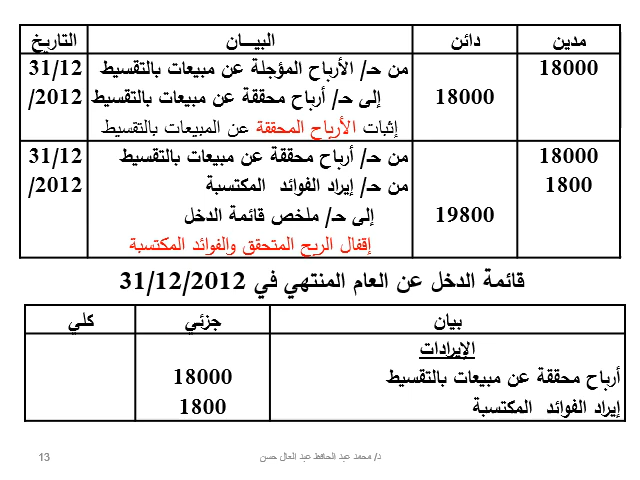 مدين دائن البيـــان التاريخ
18000 من حـ/ الأرباح المؤجلة عن مبيعات بالتقسيط 31/12
18000 إلى حـ/ أرباح محققة عن مبيعات بالتقسيط /2012
إثبات الأرباح المحققة عن المبيعات بالتقسيط
18000 من حـ/ أرباح محققة عن مبيعات بالتقسيط 31/12
1800 من حـ/ إيراد الفوائد المكتسبة /2012
19800 إلى حـ/ ملخص قائمة الدخل
إقفال الربح المتحقق والفوائد المكتسبة
قائمة الدخل عن العام المنتهي في 31/12/2012
بيان جزئي كلي
الإيرادات
أرباح محققة عن مبيعات بالتقسيط 18000
إيراد الفوائد المكتسبة 1800
د/ محمد عبد الحافظ عبد العال حسن 13